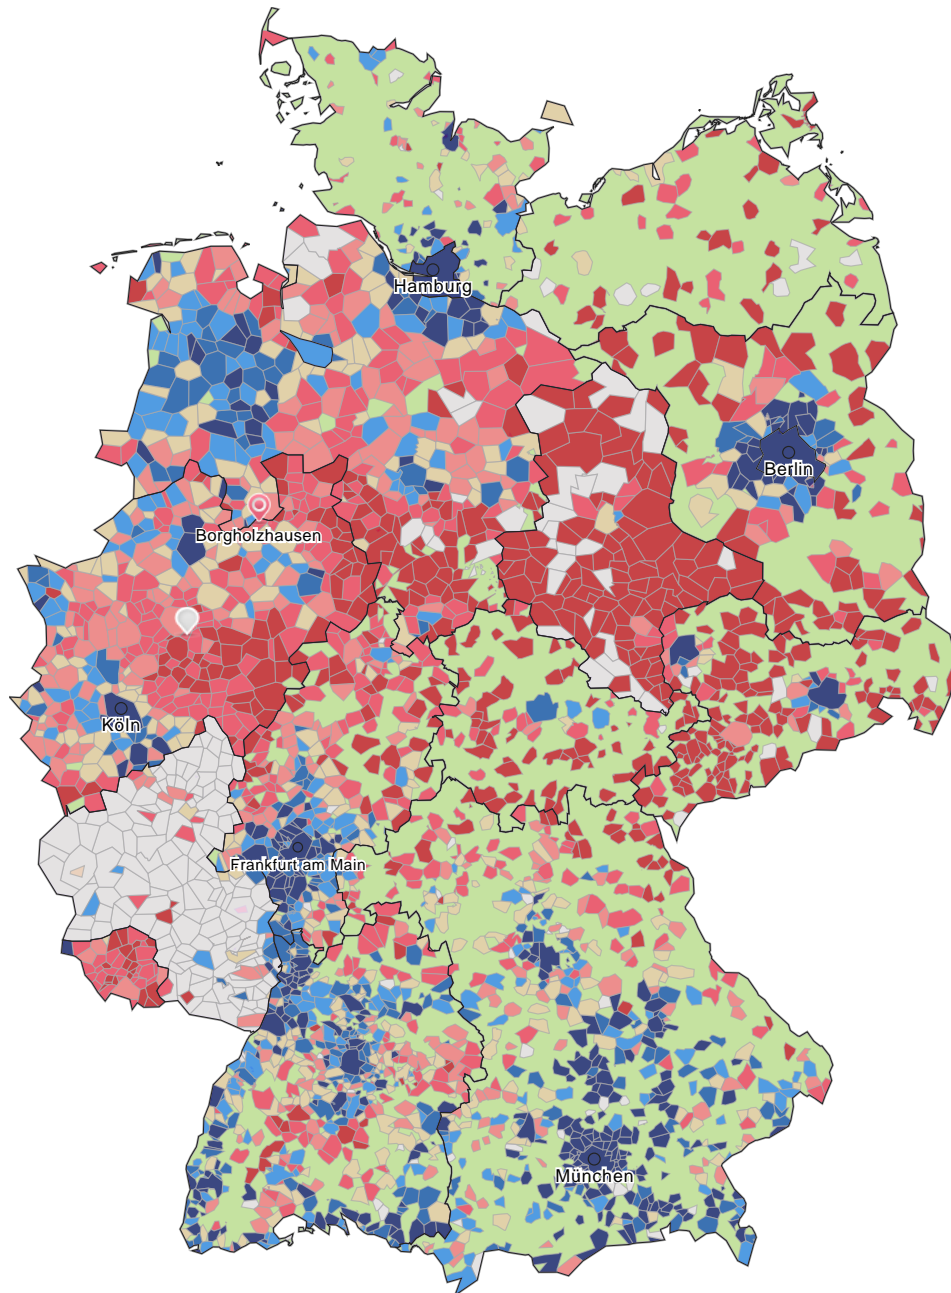 Hamburg
Berlin
Borgholzhausen
Köln
Frankfurt am Main
München